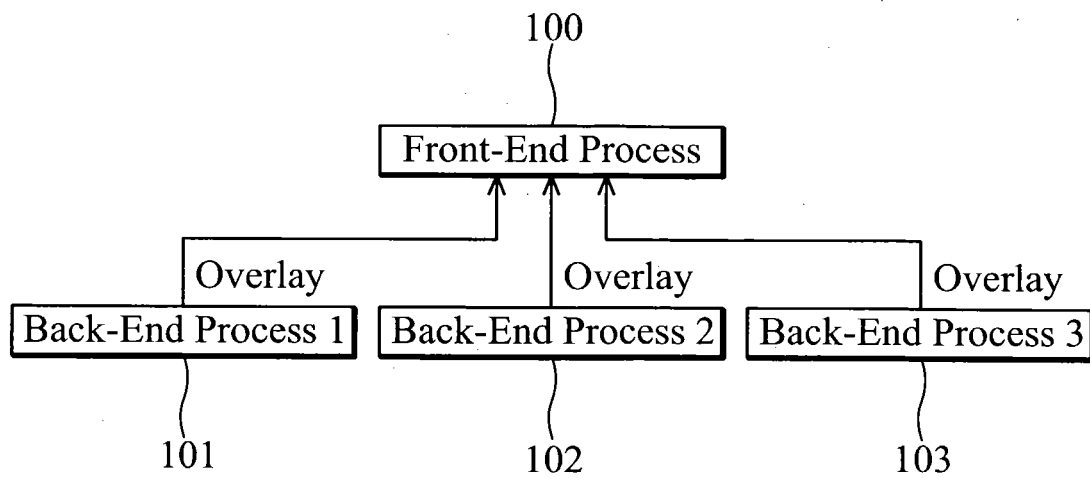 100
Front-End Process
Overlay Overlay Overlay
Back-End Process 1 Back-End Process 2 Back-End Process 3
101 102 103